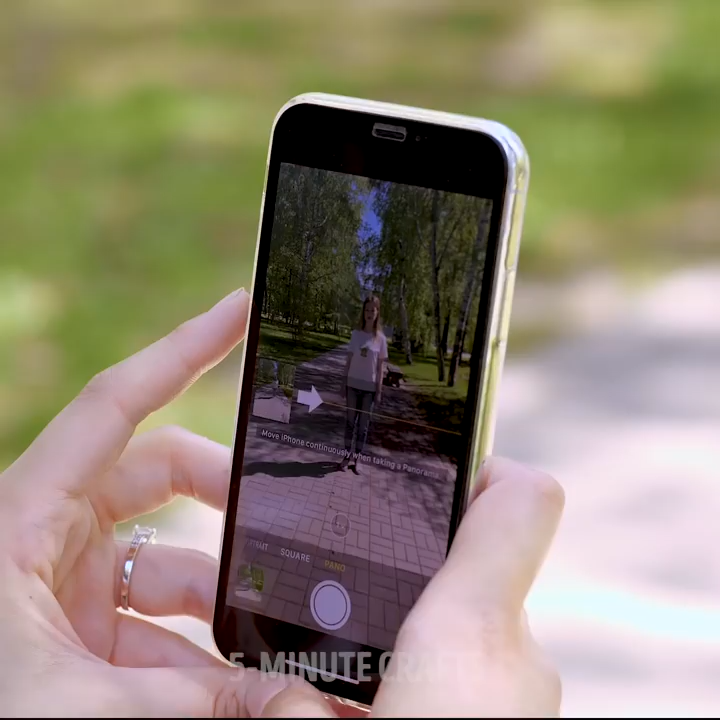 Move iPhone continuously when taking a Panorama.
SQUARE
PANO
5-MINUTE CRAFTS